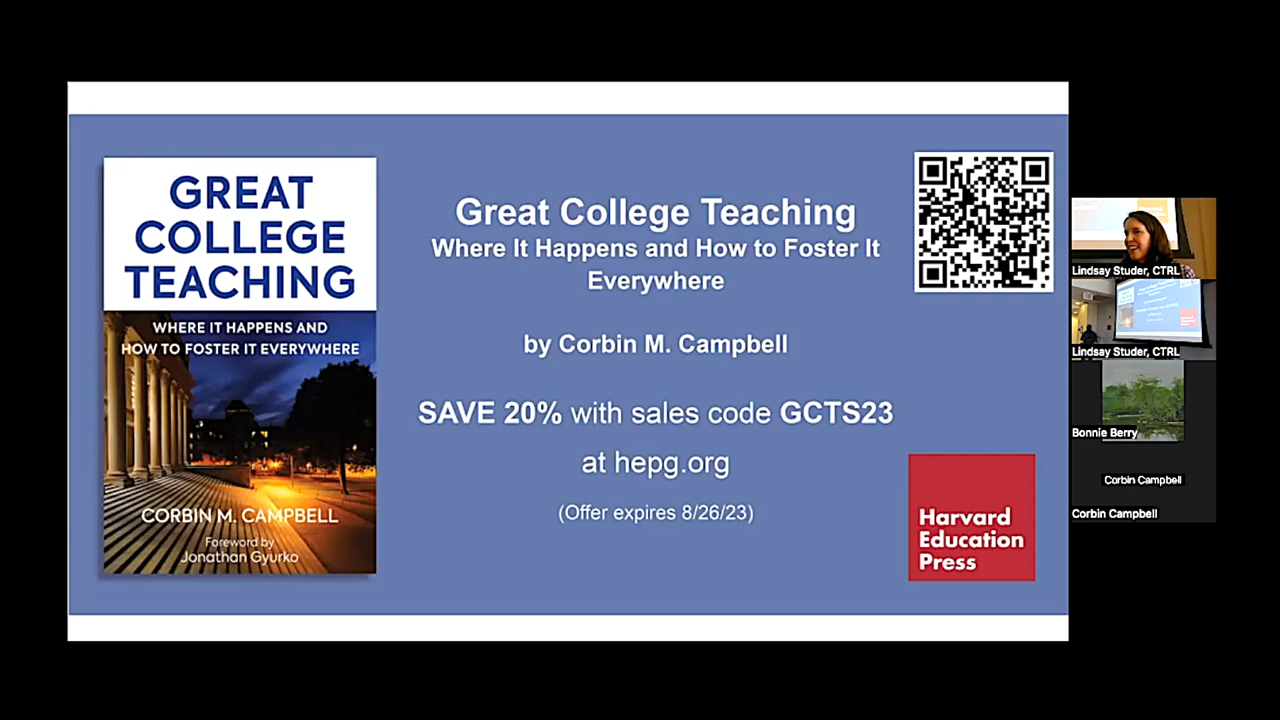 GREAT
COLLEGE
TEACHING
WHERE IT HAPPENS AND
HOW TO FOSTER IT EVERYWHERE
CORBIN M. CAMPBELL
Foreword by
Jonathan Gyurko
Great College Teaching
Where It Happens and How to Foster It
Everywhere
by Corbin M. Campbell
SAVE 20% with sales code GCTS23
at hepg.org
(Offer expires 8/26/23)
Harvard
Education
Press
Lindsay Studer, CTRL
Lindsay Studer, CTRL
Bonnie Berry
Corbin Campbell
Corbin Campbell